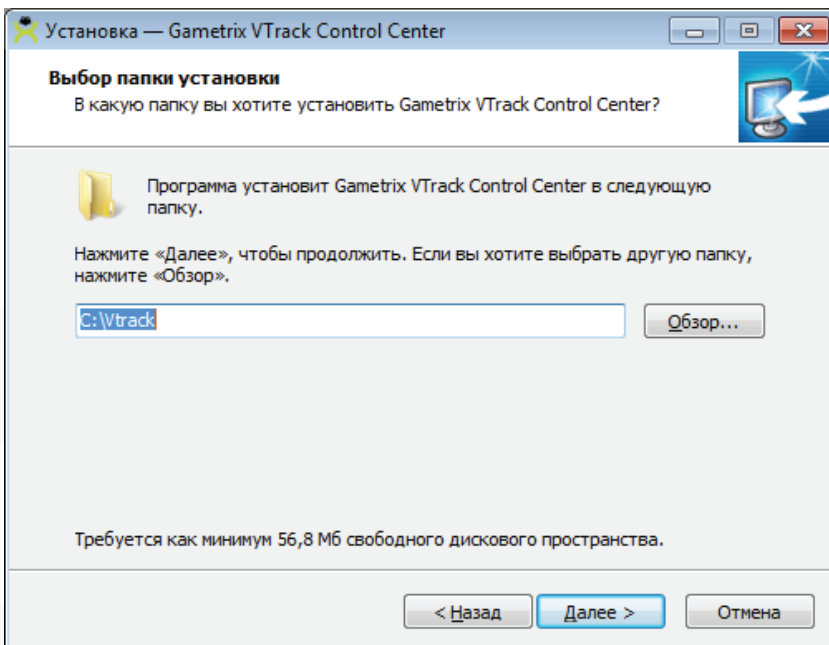 Установка — Gametrix VTrack Control Center
Выбор папки установки
В какую папку вы хотите установить Gametrix VTrack Control Center?
Программа установит Gametrix VTrack Control Center в следующую
папку.
Нажмите «Далее», чтобы продолжить. Если вы хотите выбрать другую папку,
нажмите «Обзор».
C:\Vtrack
Обзор...
Требуется как минимум 56,8 Мб свободного дискового пространства.
< Назад
Далее >
Отмена